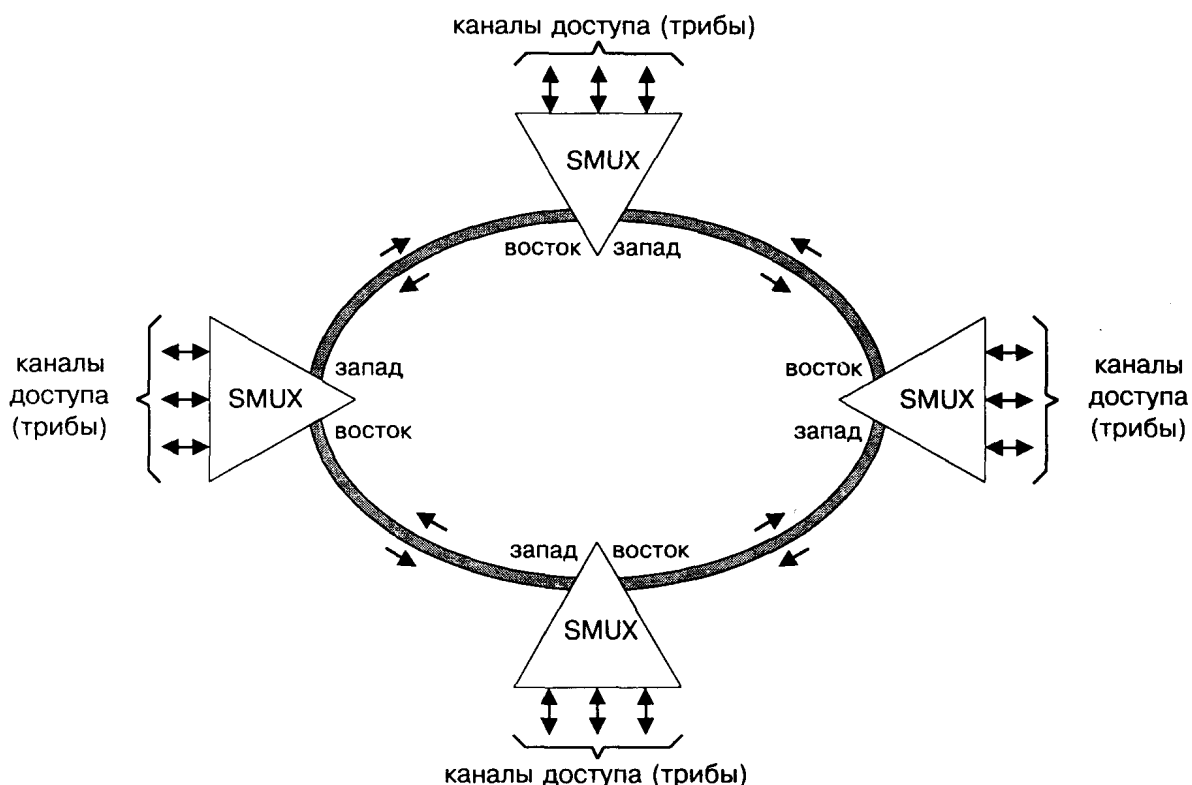 каналы доступа (трибы)
SMUX
восток запад
каналы
доступа
(трибы)
SMUX
запад
восток
восток
запад
SMUX
каналы
доступа
(трибы)
запад восток
SMUX
каналы доступа (трибы)